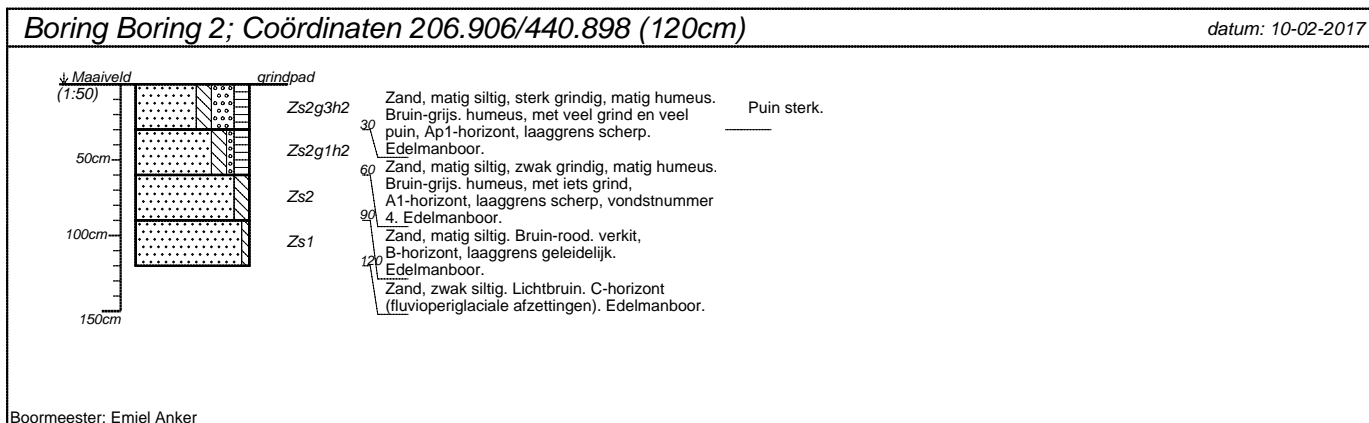 Boring Boring 2; Coördinaten 206.906/440.898 (120cm)
datum: 10-02-2017
Maaiveld
grindpad
(1:50)
50cm
100cm
150cm
Zs2g3h2
Zs2g1h2
Zs2
Zs1
30
60
90
120
Zand, matig siltig, sterk grindig, matig humeus.
Bruin-grijs. humeus, met veel grind en veel
puin, Ap1-horizont, laaggrens scherp.
Edelmanboor.
Puin sterk.
Zand, matig siltig, zwak grindig, matig humeus.
Bruin-grijs. humeus, met iets grind,
A1-horizont, laaggrens scherp, vondstnummer
4. Edelmanboor.
Zand, matig siltig. Bruin-rood. verkit,
B-horizont, laaggrens geleidelijk.
Edelmanboor.
Zand, zwak siltig. Lichtbruin. C-horizont
(fluvioperiglaciale afzettingen). Edelmanboor.
Boormeester: Emiel Anker